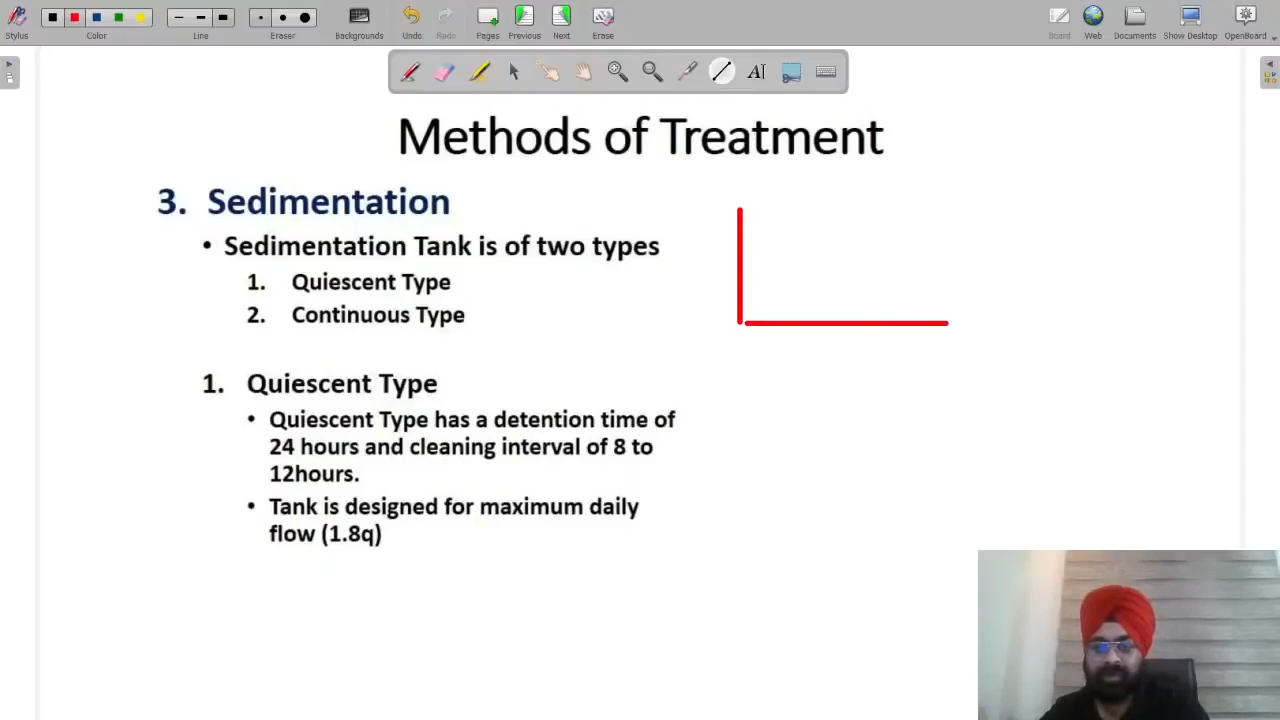 Stylus
Color
Line
Eraser
Backgrounds
Undo
Redo
Pages
Previous
Next
Erase
Board
Web
Documents
Show Desktop
OpenBoard
Methods of Treatment
3. Sedimentation
• Sedimentation Tank is of two types
1. Quiescent Type
2. Continuous Type
1. Quiescent Type
• Quiescent Type has a detention time of
24 hours and cleaning interval of 8 to
12hours.
• Tank is designed for maximum daily
flow (1.8q)